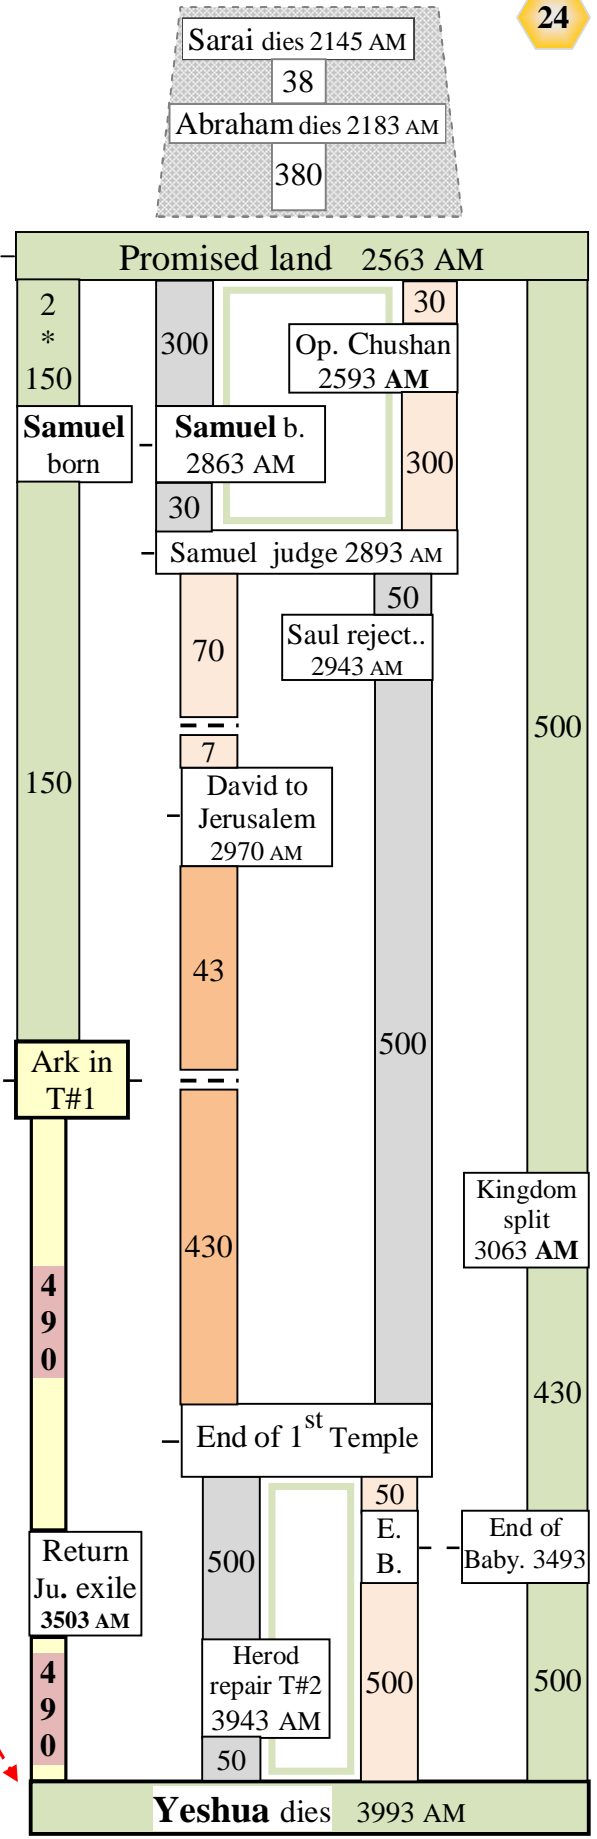 24
Sarai dies 2145 AM
38
Abraham dies 2183 AM
380
Promised land 2563 AM
2
*
150
300
30
Op. Chushan
2593 AM
Samuel
born
Samuel b.
2863 AM
300
30
Samuel judge 2893 AM
50
70
Saul reject..
2943 AM
500
7
150
David to
Jerusalem
2970 AM
43
500
Ark in
T#1
Kingdom
split
3063 AM
430
4
9
0
430
End of 1st Temple
50
500
E.
B.
End of
Baby. 3493
Return
Ju. exile
3503 AM
Herod
repair T#2
3943 AM
500
500
4
9
0
50
Yeshua dies 3993 AM